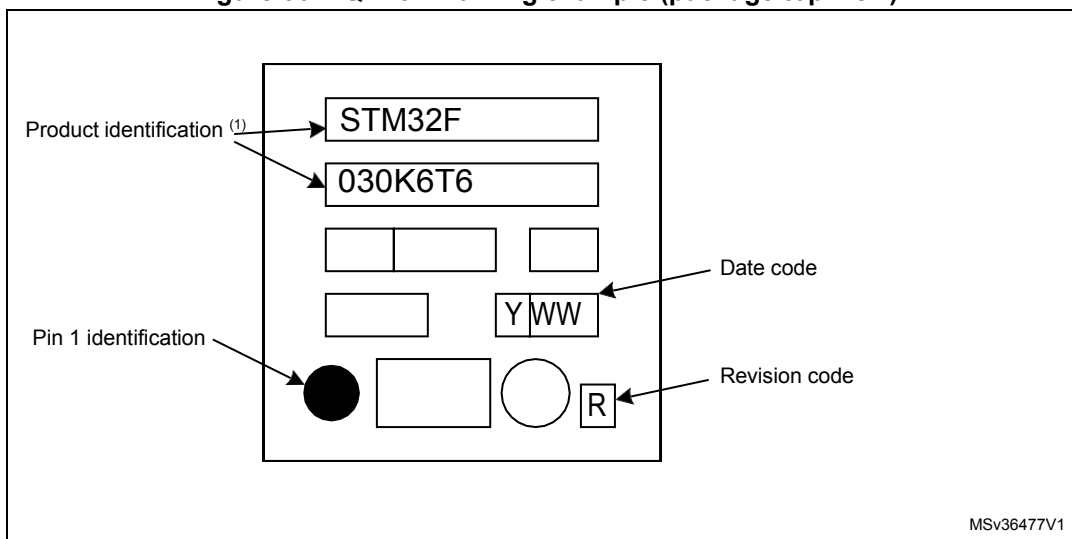 STM32F
Product identification (1)
030K6T6
Date code
Y WW
Pin 1 identification
Revision code
R
MSv36477V1